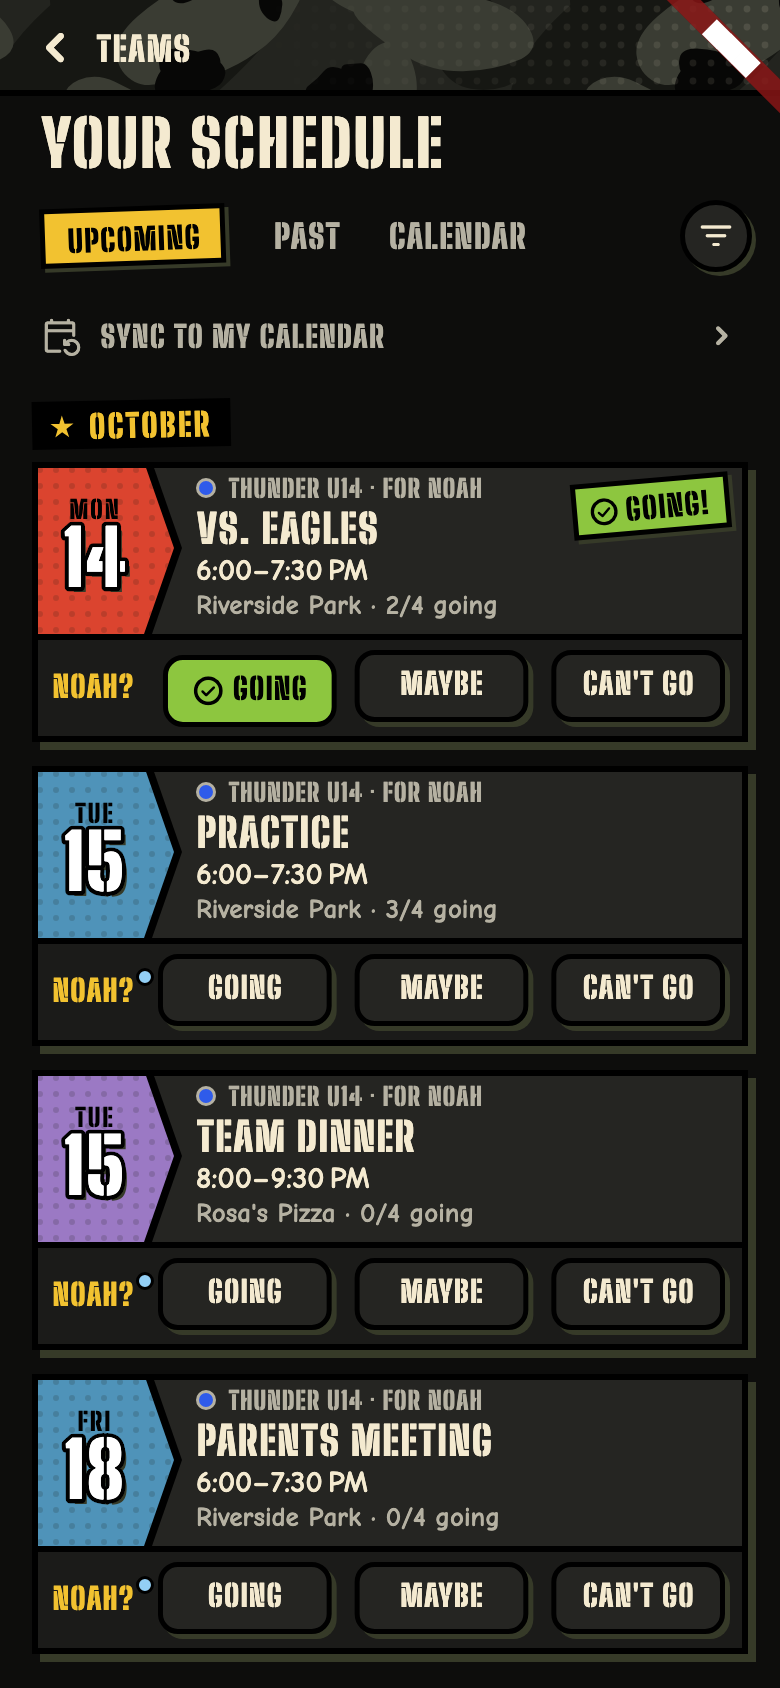 TEAMS
YOUR SCHEDULE
UPCOMING PAST CALENDAR
SYNC TO MY CALENDAR
★ OCTOBER
MON
14
THUNDER U14 · FOR NOAH
GOING!
VS. EAGLES
6:00–7:30 PM
Riverside Park · 2/4 going
NOAH? GOING MAYBE CAN'T GO
TUE
15
THUNDER U14 · FOR NOAH
PRACTICE
6:00–7:30 PM
Riverside Park · 3/4 going
NOAH? GOING MAYBE CAN'T GO
TUE
15
THUNDER U14 · FOR NOAH
TEAM DINNER
8:00–9:30 PM
Rosa's Pizza · 0/4 going
NOAH? GOING MAYBE CAN'T GO
FRI
18
THUNDER U14 · FOR NOAH
PARENTS MEETING
6:00–7:30 PM
Riverside Park · 0/4 going
NOAH? GOING MAYBE CAN'T GO